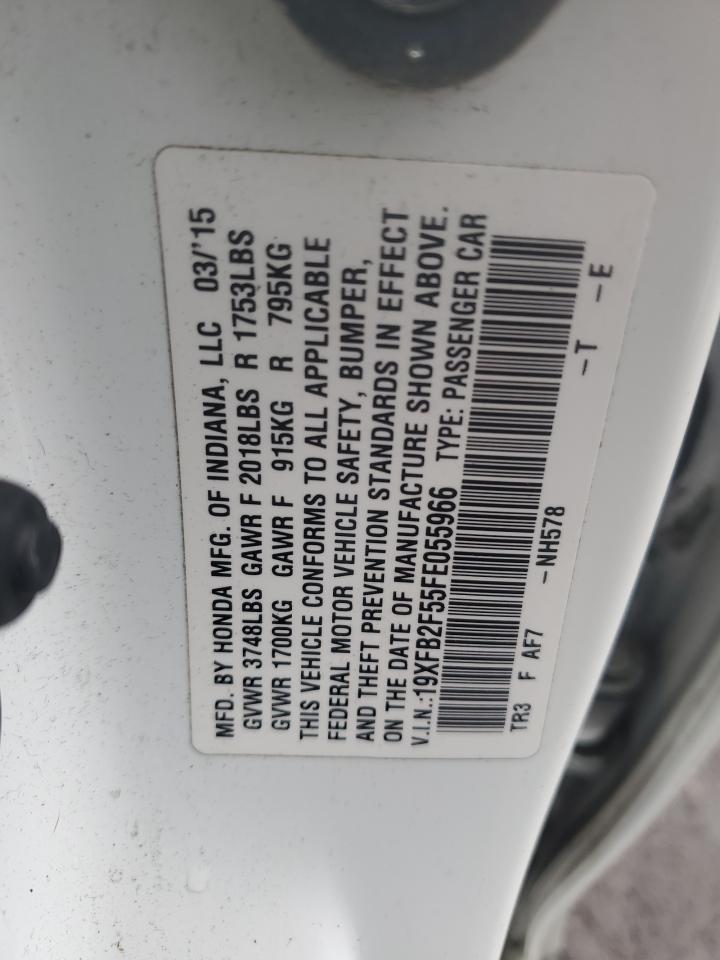 MFD. BY HONDA MFG. OF INDIANA, LLC 03/'15
GVWR 3748LBS GAWR F 2018LBS R 1753LBS
GVWR 1700KG GAWR F 915KG R 795KG
THIS VEHICLE CONFORMS TO ALL APPLICABLE
FEDERAL MOTOR VEHICLE SAFETY, BUMPER,
AND THEFT PREVENTION STANDARDS IN EFFECT
ON THE DATE OF MANUFACTURE SHOWN ABOVE.
V.I.N.:19XFB2F55FE055966 TYPE: PASSENGER CAR
TR3 F AF7 -NH578 -T -E